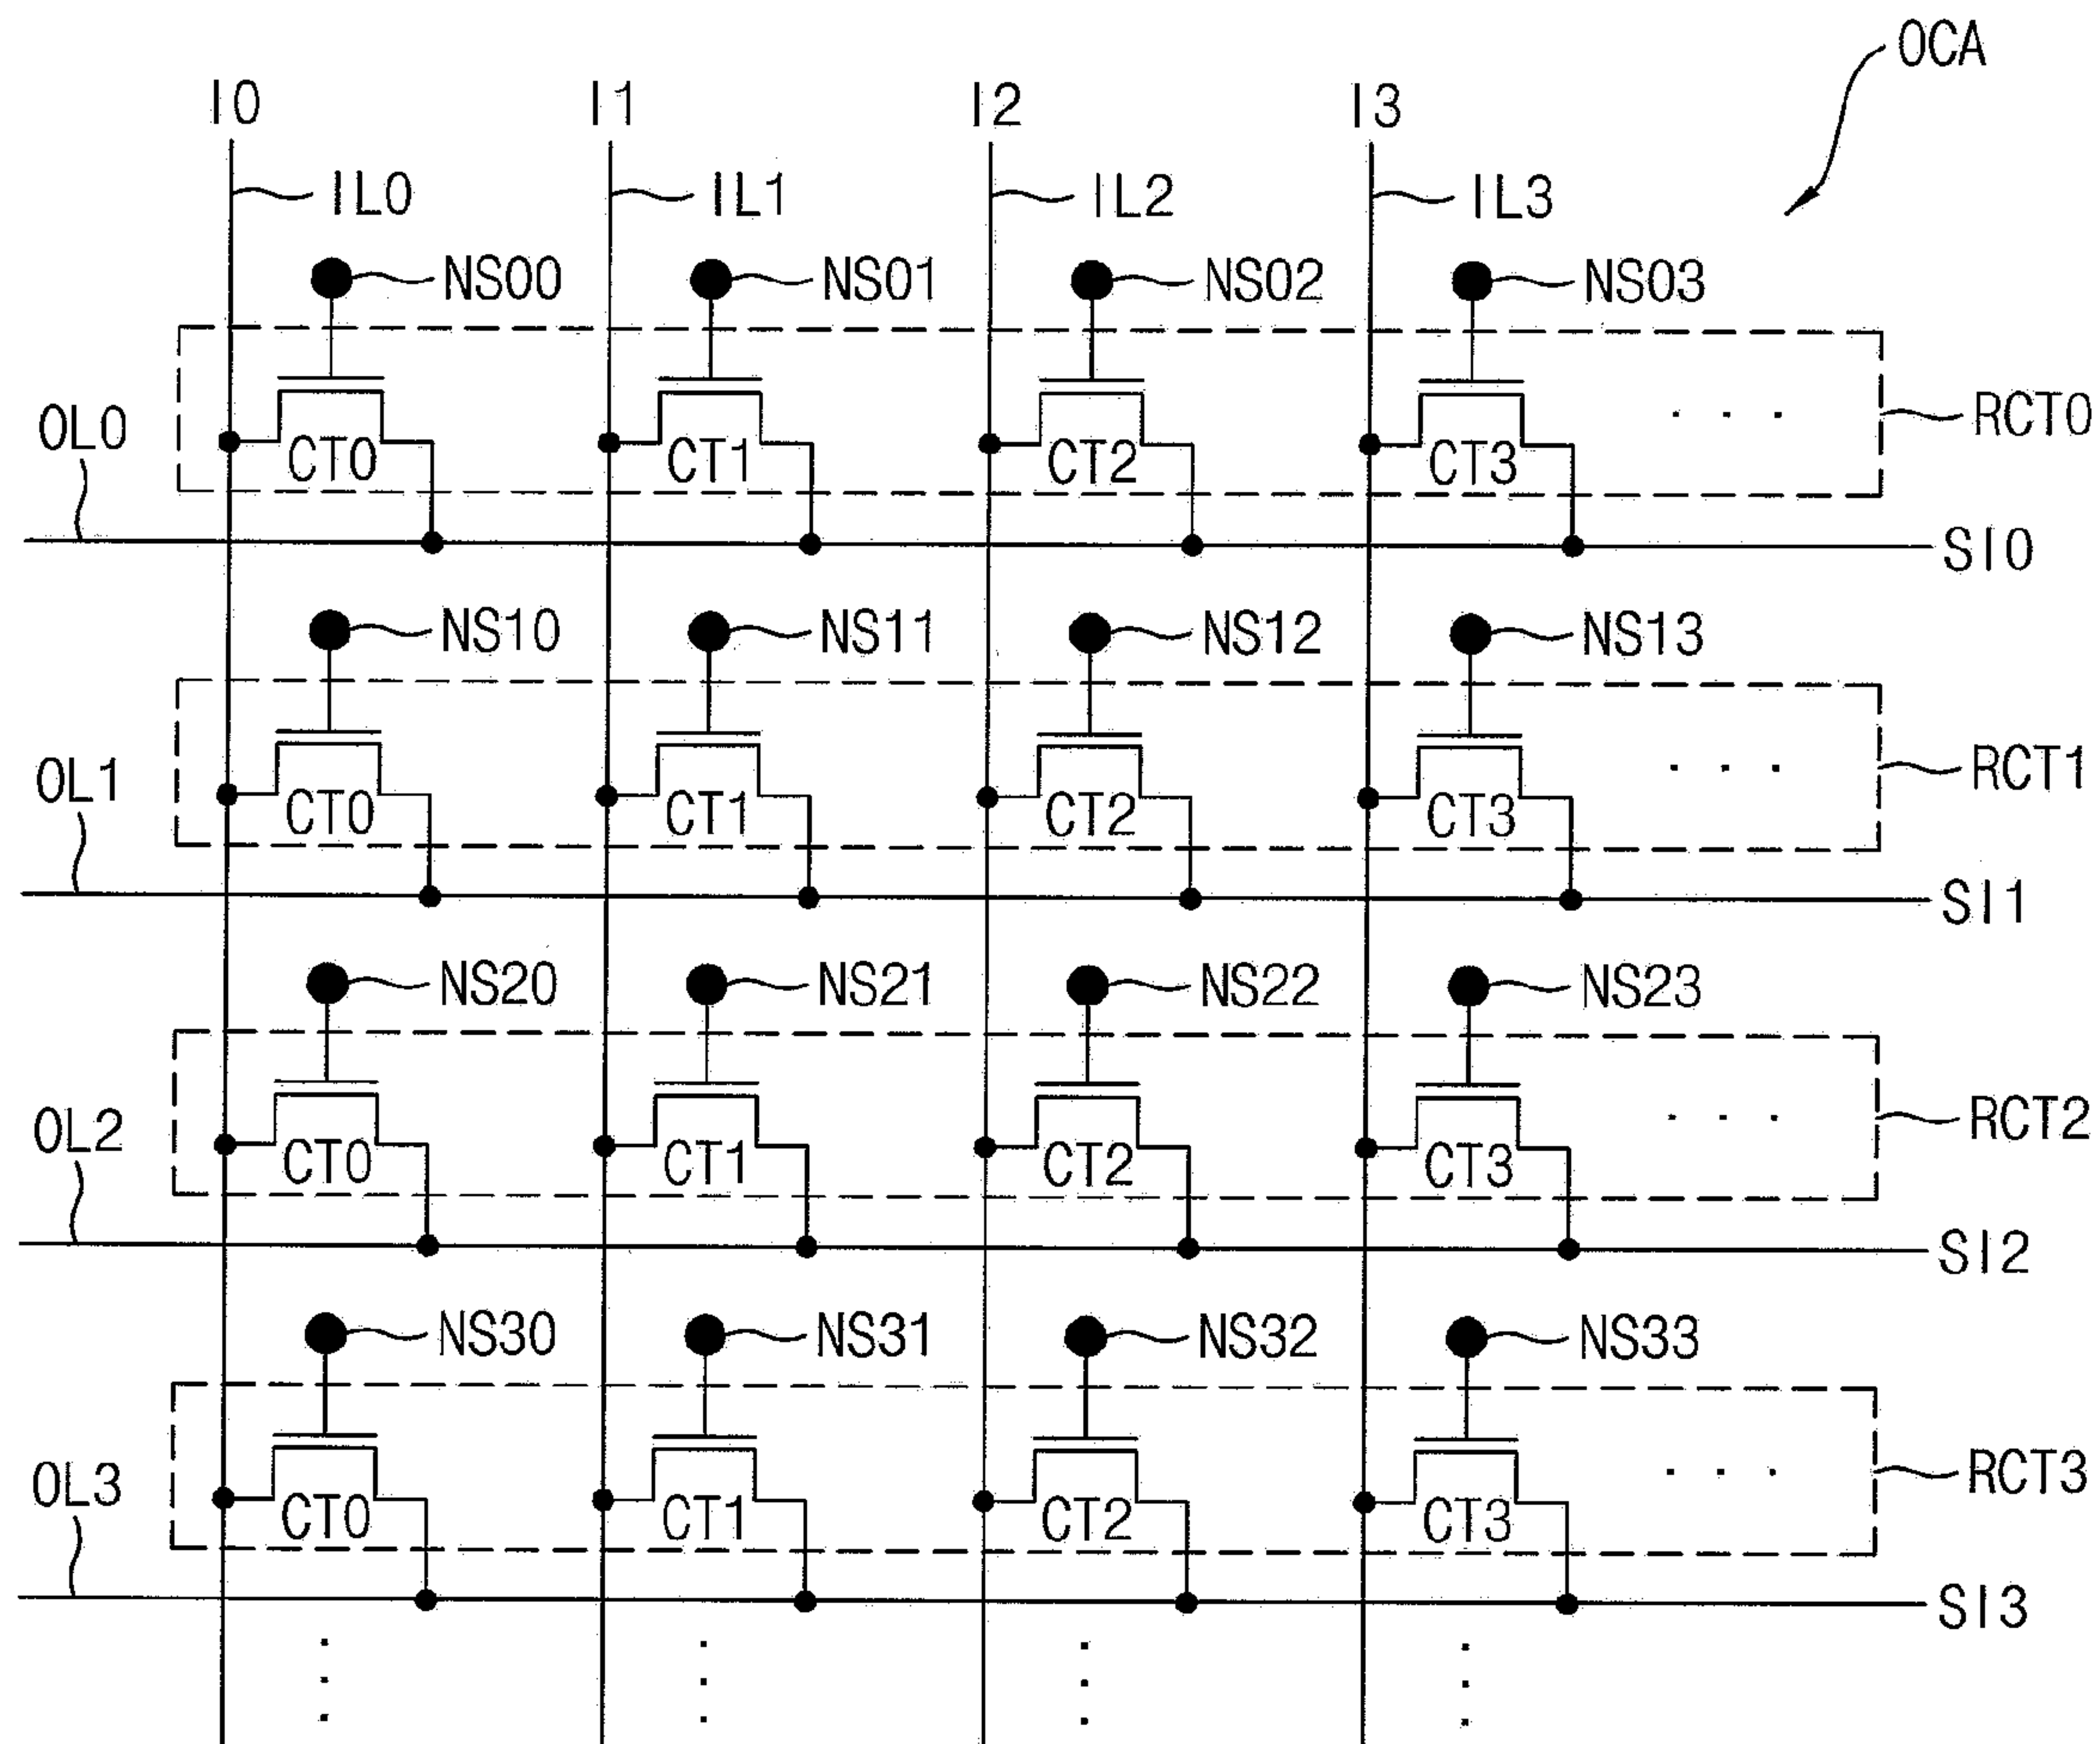 OCA
I0 I1 I2 I3
IL0 IL1 IL2 IL3
NS00 NS01 NS02 NS03
OL0 CT0 CT1 CT2 CT3 . . . RCT0
SI0
NS10 NS11 NS12 NS13
OL1 CT0 CT1 CT2 CT3 . . . RCT1
SI1
NS20 NS21 NS22 NS23
OL2 CT0 CT1 CT2 CT3 . . . RCT2
SI2
NS30 NS31 NS32 NS33
OL3 CT0 CT1 CT2 CT3 . . . RCT3
SI3